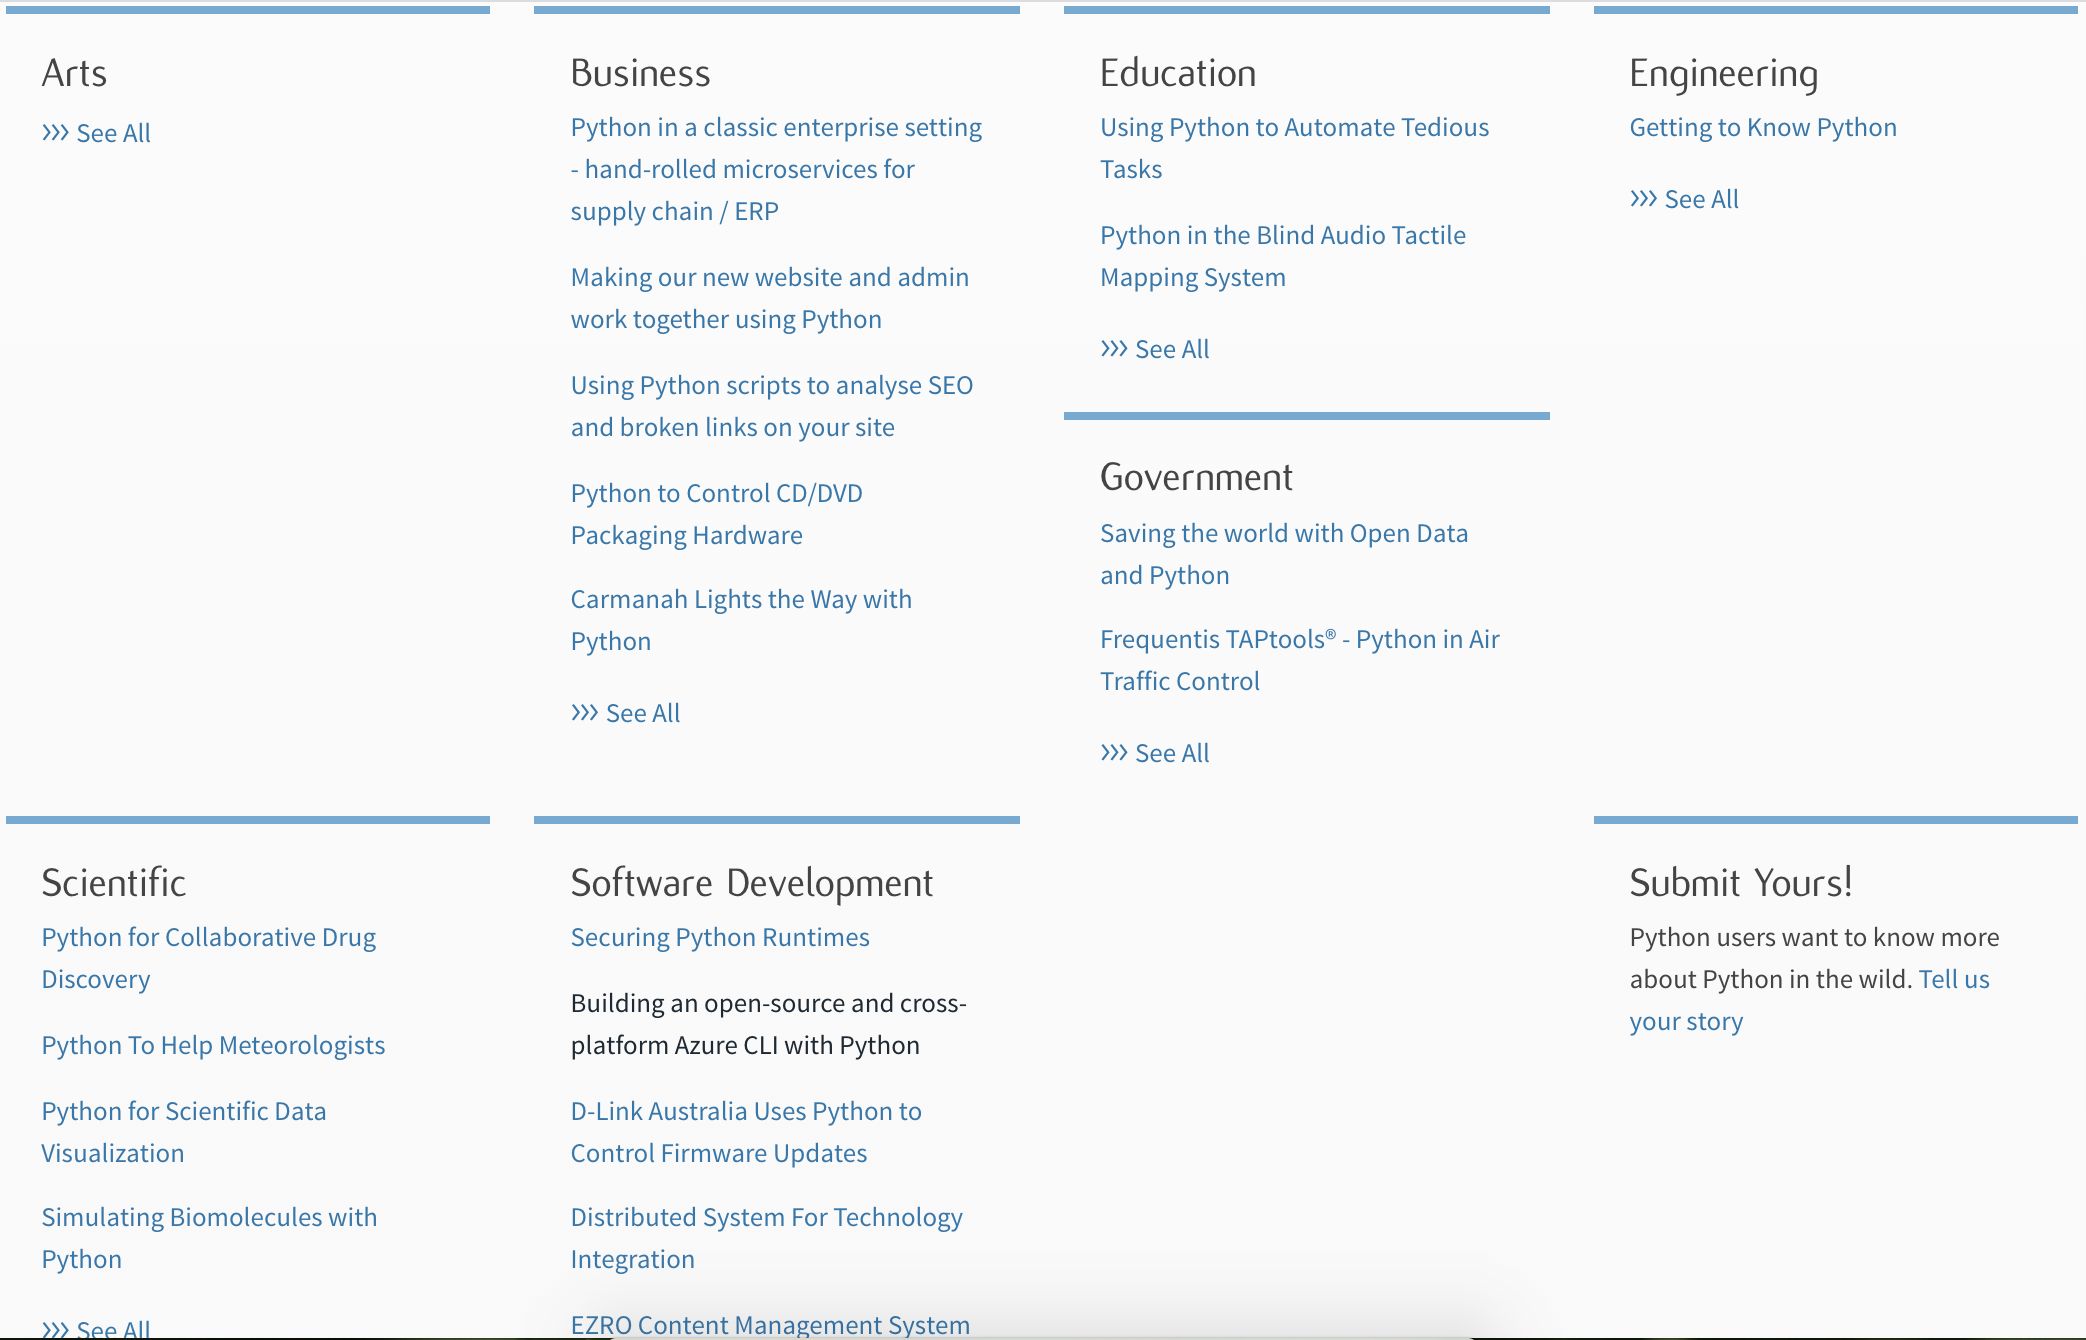 Arts
››› See All
Business
Python in a classic enterprise setting
- hand-rolled microservices for
supply chain / ERP
Making our new website and admin
work together using Python
Using Python scripts to analyse SEO
and broken links on your site
Python to Control CD/DVD
Packaging Hardware
Carmanah Lights the Way with
Python
››› See All
Education
Using Python to Automate Tedious
Tasks
Python in the Blind Audio Tactile
Mapping System
››› See All
Government
Saving the world with Open Data
and Python
Frequentis TAPtools® - Python in Air
Traffic Control
››› See All
Engineering
Getting to Know Python
››› See All
Scientific
Python for Collaborative Drug
Discovery
Python To Help Meteorologists
Python for Scientific Data
Visualization
Simulating Biomolecules with
Python
››› See All
Software Development
Securing Python Runtimes
Building an open-source and cross-
platform Azure CLI with Python
D-Link Australia Uses Python to
Control Firmware Updates
Distributed System For Technology
Integration
EZRO Content Management System
Submit Yours!
Python users want to know more
about Python in the wild. Tell us
your story